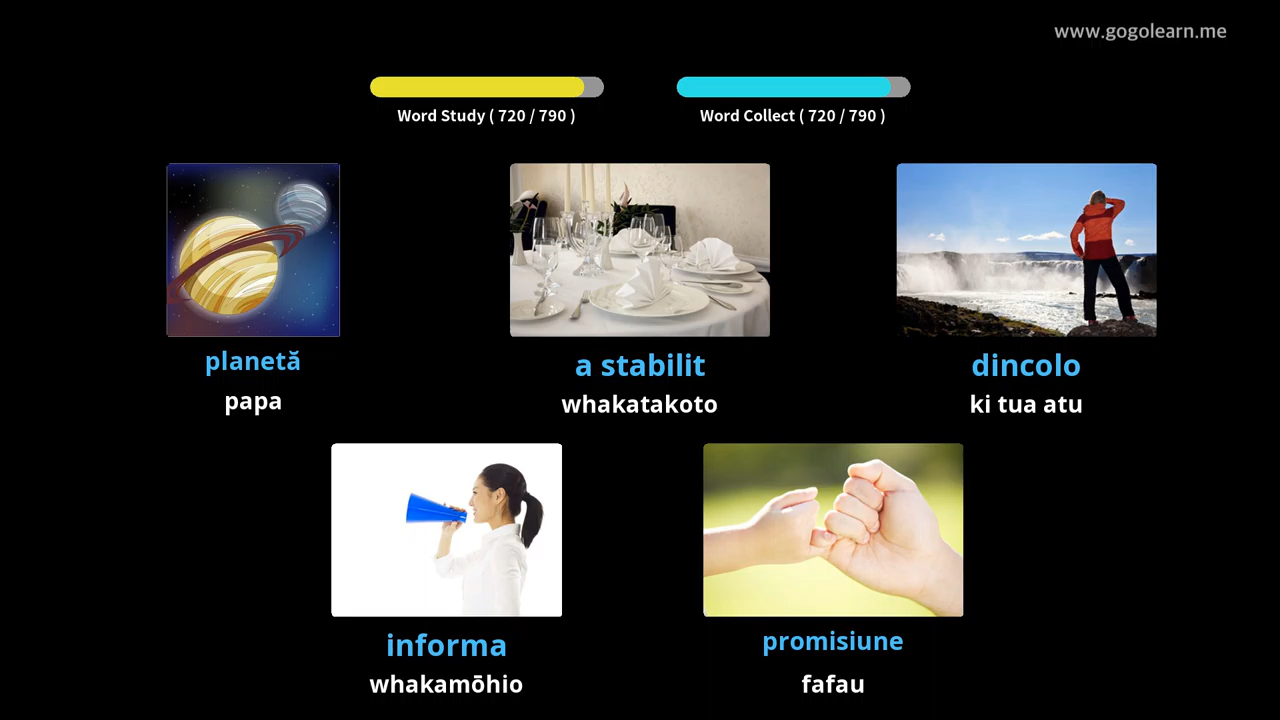 www.gogolearn.me
Word Study ( 720 / 790 )
Word Collect ( 720 / 790 )
planetă
papa
a stabilit
whakatakoto
dincolo
ki tua atu
informa
whakamōhio
promisiune
fafau